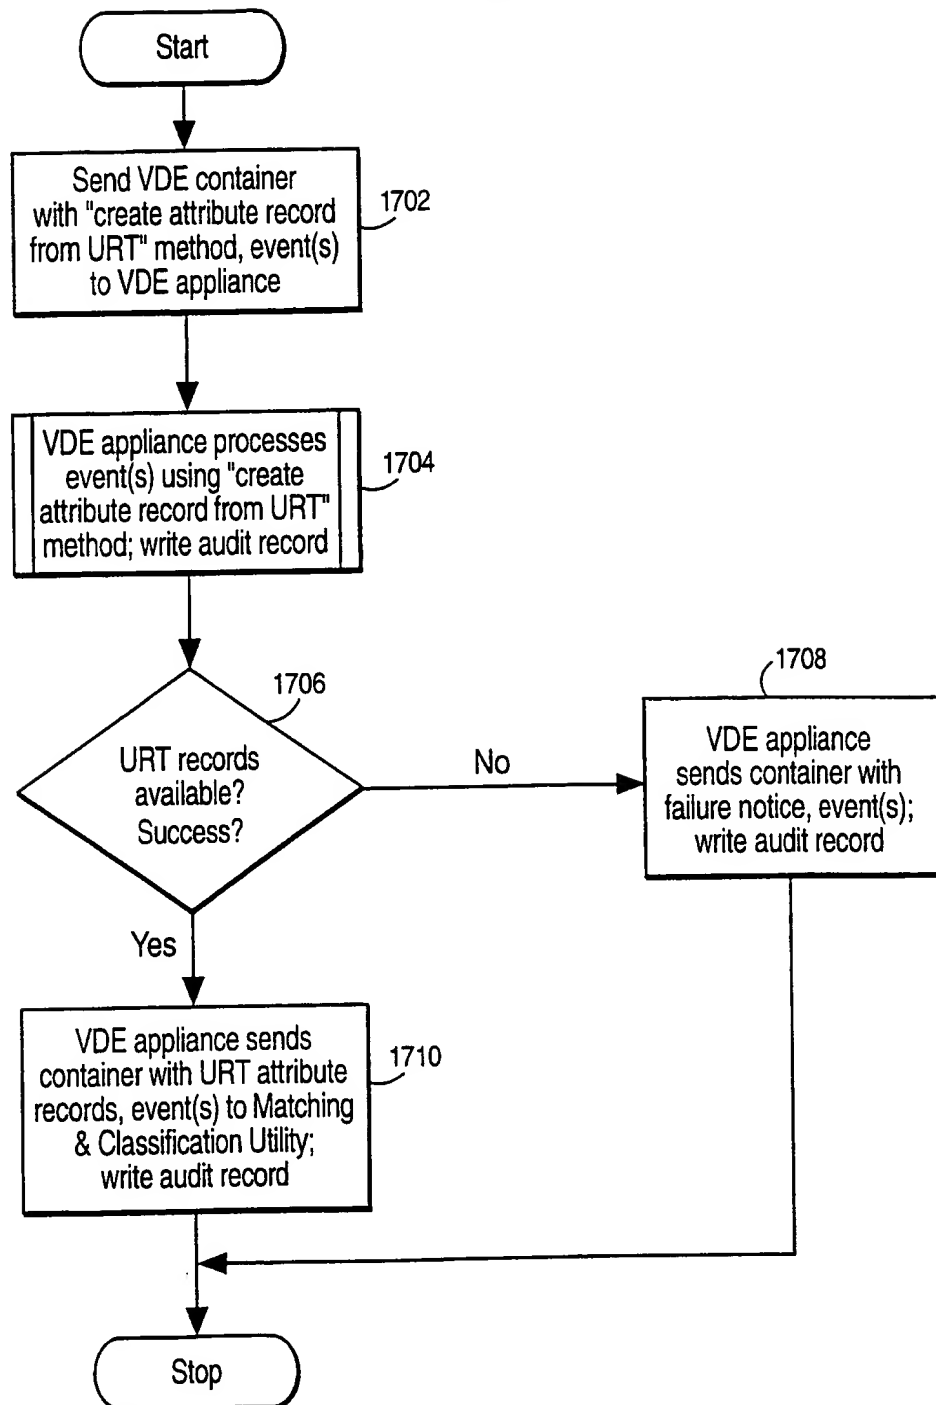 Start
Send VDE container
with "create attribute record
from URT" method, event(s)
to VDE appliance
1702
VDE appliance processes
event(s) using "create
attribute record from URT"
method; write audit record
1704
1706
URT records
available?
Success?
No
1708
VDE appliance
sends container with
failure notice, event(s);
write audit record
Yes
VDE appliance sends
container with URT attribute
records, event(s) to Matching
& Classification Utility;
write audit record
1710
Stop